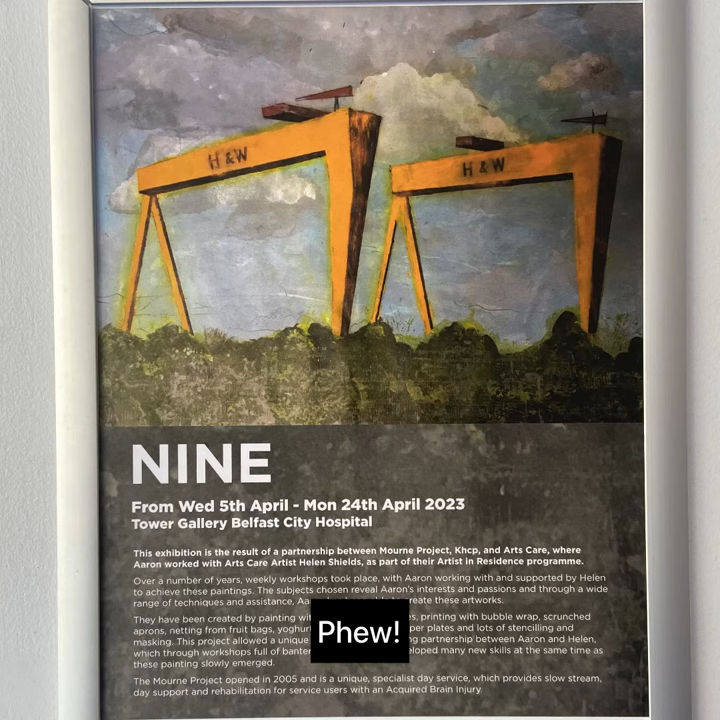 H & W
H & W
NINE
From Wed 5th April - Mon 24th April 2023
Tower Gallery Belfast City Hospital
This exhibition is the result of a partnership between Mourne Project, Khcp, and Arts Care, where
Aaron worked with Arts Care Artist Helen Shields, as part of their Artist in Residence programme.
Over a number of years, weekly workshops took place, with Aaron working with and supported by Helen
to achieve these paintings. The subjects chosen reveal Aaron's interests and passions and through a wide
range of techniques and assistance, create these artworks.
They have been created by painting printing with bubble wrap, scrunched
aprons, netting from fruit bags, plates and lots of stencilling and
masking. This project allowed a unique partnership between Aaron and Helen,
which through workshops full of many new skills at the same time as
these painting slowly emerged.
The Mourne Project opened in 2005 and is a unique, specialist day service, which provides slow stream,
day support and rehabilitation for service users with an Acquired Brain Injury.
Phew!